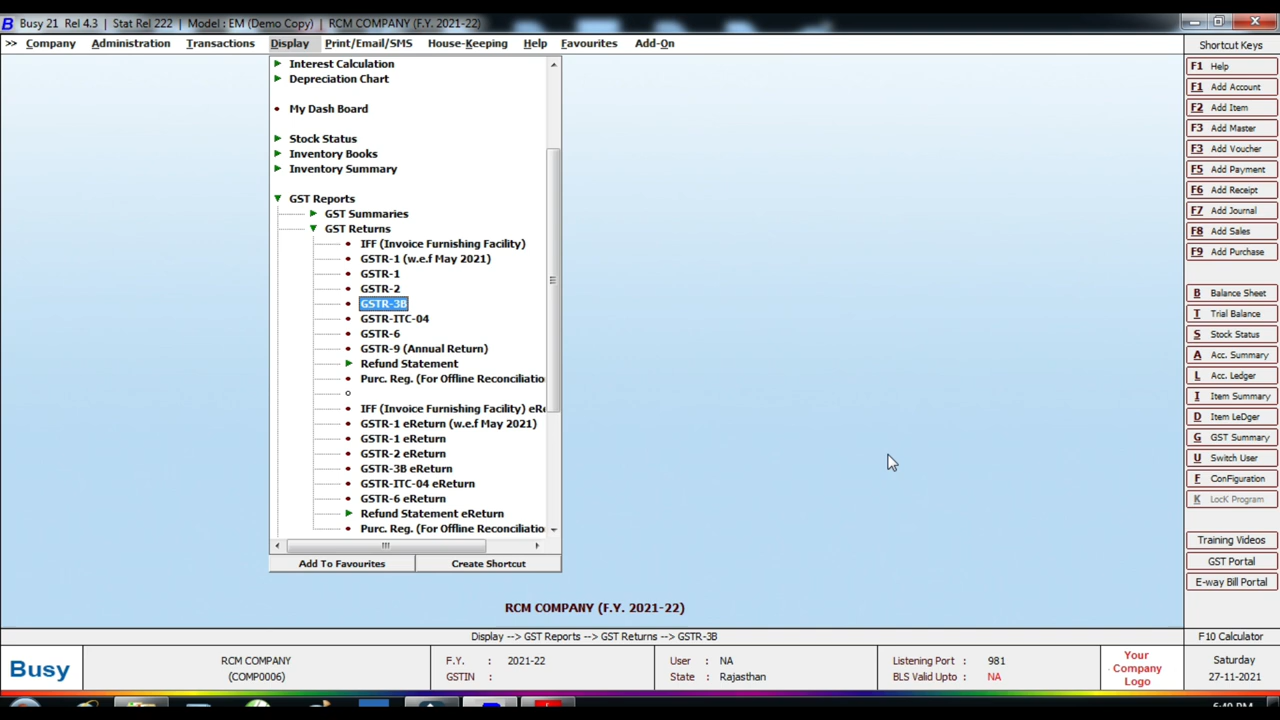 Busy 21 Rel 4.3 | Stat Rel 222 | Model : EM (Demo Copy) | RCM COMPANY (F.Y. 2021-22)
>> Company Administration Transactions Display Print/Email/SMS House-Keeping Help Favourites Add-On
Interest Calculation
Depreciation Chart
My Dash Board
Stock Status
Inventory Books
Inventory Summary
GST Reports
GST Summaries
GST Returns
IFF (Invoice Furnishing Facility)
GSTR-1 (w.e.f May 2021)
GSTR-1
GSTR-2
GSTR-3B
GSTR-ITC-04
GSTR-6
GSTR-9 (Annual Return)
Refund Statement
Purc. Reg. (For Offline Reconciliatio
IFF (Invoice Furnishing Facility) eRe
GSTR-1 eReturn (w.e.f May 2021)
GSTR-1 eReturn
GSTR-2 eReturn
GSTR-3B eReturn
GSTR-ITC-04 eReturn
GSTR-6 eReturn
Refund Statement eReturn
Purc. Reg. (For Offline Reconciliatio
Add To Favourites Create Shortcut
Shortcut Keys
F1 Help
F1 Add Account
F2 Add Item
F3 Add Master
F3 Add Voucher
F5 Add Payment
F6 Add Receipt
F7 Add Journal
F8 Add Sales
F9 Add Purchase
B Balance Sheet
T Trial Balance
S Stock Status
A Acc. Summary
L Acc. Ledger
I Item Summary
D Item LeDger
G GST Summary
U Switch User
F ConFiguration
K LocK Program
Training Videos
GST Portal
E-way Bill Portal
RCM COMPANY (F.Y. 2021-22)
Display --> GST Reports --> GST Returns --> GSTR-3B
F10 Calculator
Busy
RCM COMPANY
(COMP0006)
F.Y. : 2021-22
GSTIN :
User : NA
State : Rajasthan
Listening Port : 981
BLS Valid Upto : NA
Your
Company
Logo
Saturday
27-11-2021
6:40 PM